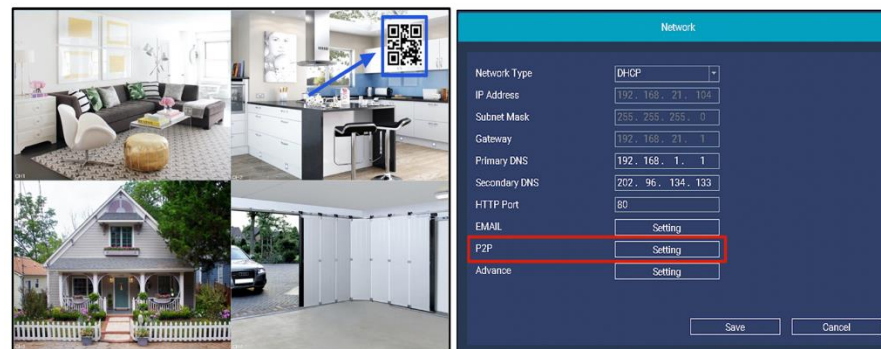 Network
Network Type DHCP
IP Address 192. 168. 21. 104
Subnet Mask 255. 255. 255. 0
Gateway 192. 168. 21. 1
Primary DNS 192. 168. 1. 1
Secondary DNS 202. 96. 134. 133
HTTP Port 80
EMAIL Setting
P2P Setting
Advance Setting
Save Cancel